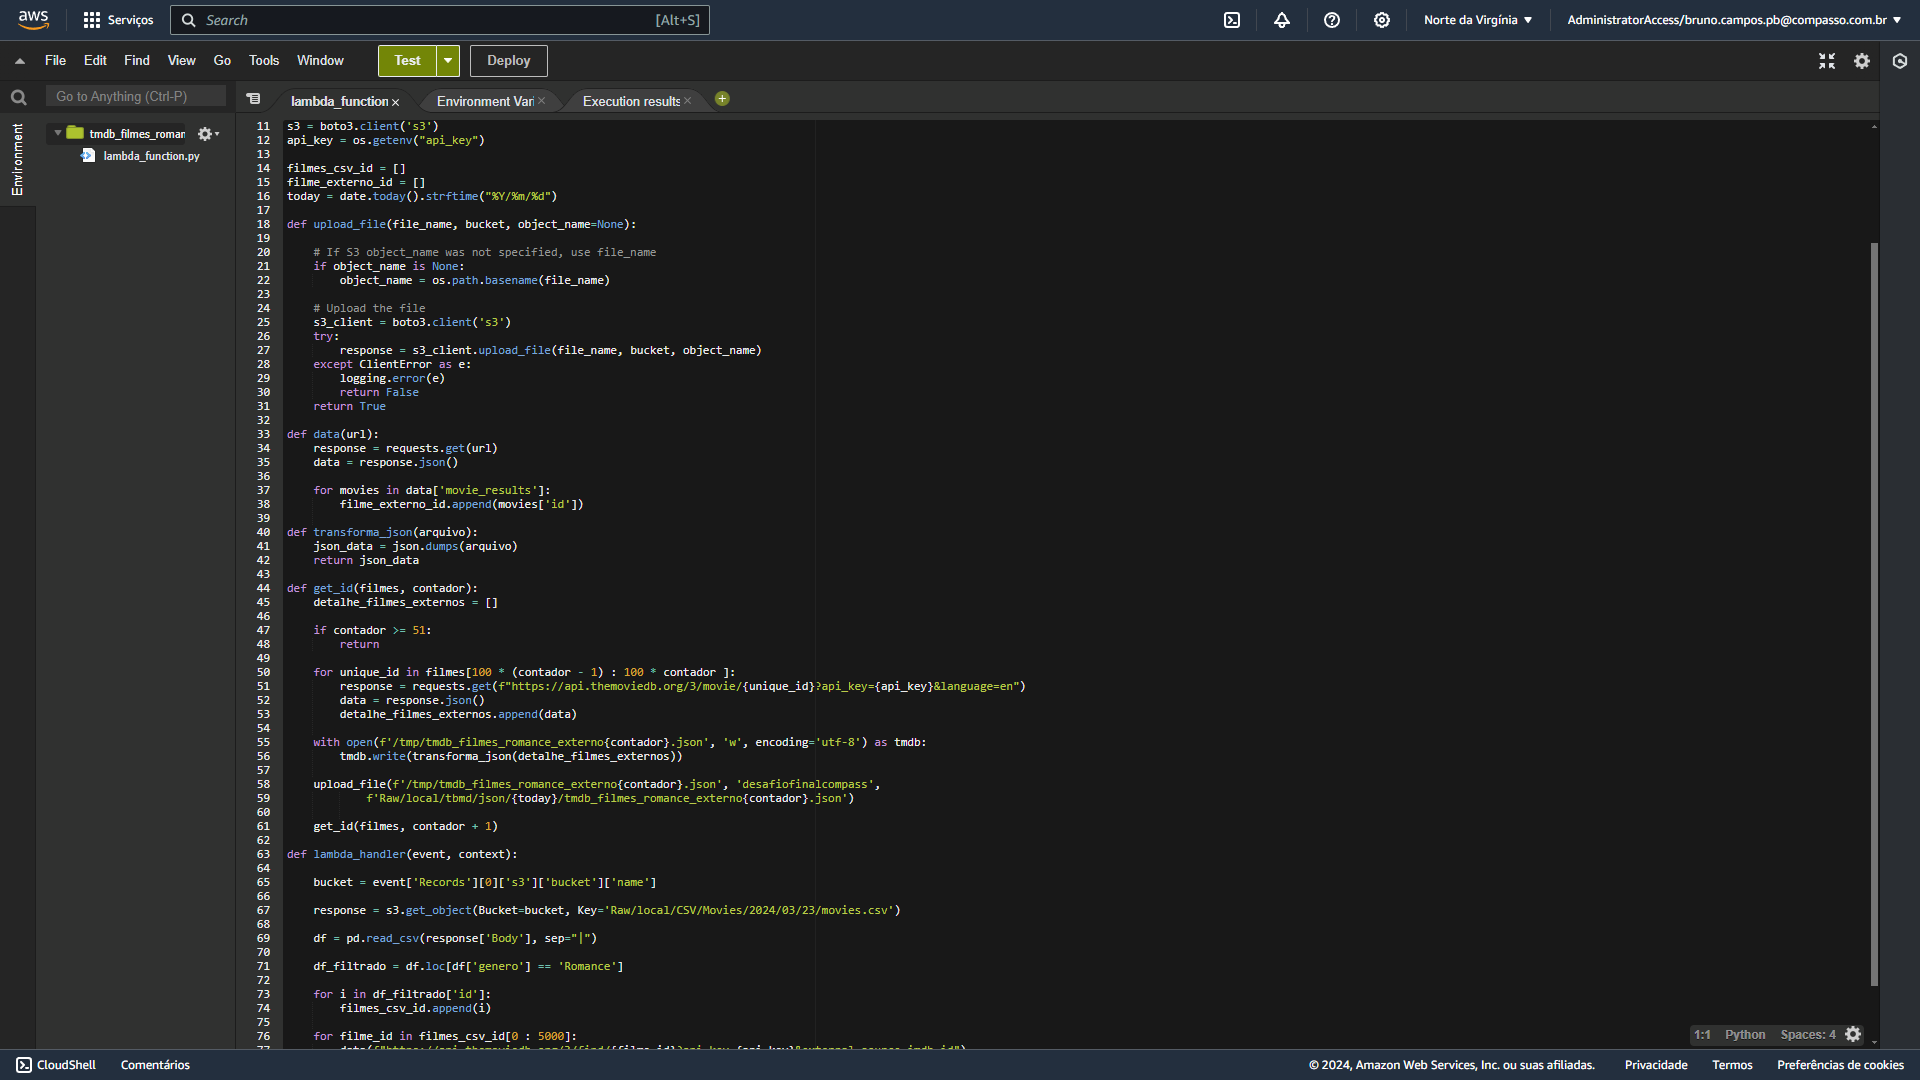 aws Serviços Search [Alt+S] Norte da Virgínia AdministratorAccess/bruno.campos.pb@compasso.com.br
File Edit Find View Go Tools Window Test Deploy
Go to Anything (Ctrl-P) lambda_function Environment Vari Execution results
Environment
tmdb_filmes_roman
lambda_function.py
11 s3 = boto3.client('s3')
12 api_key = os.getenv("api_key")
13
14 filmes_csv_id = []
15 filme_externo_id = []
16 today = date.today().strftime("%Y/%m/%d")
17
18 def upload_file(file_name, bucket, object_name=None):
19
20     # If S3 object_name was not specified, use file_name
21     if object_name is None:
22         object_name = os.path.basename(file_name)
23
24     # Upload the file
25     s3_client = boto3.client('s3')
26     try:
27         response = s3_client.upload_file(file_name, bucket, object_name)
28     except ClientError as e:
29         logging.error(e)
30         return False
31     return True
32
33 def data(url):
34     response = requests.get(url)
35     data = response.json()
36
37     for movies in data['movie_results']:
38         filme_externo_id.append(movies['id'])
39
40 def transforma_json(arquivo):
41     json_data = json.dumps(arquivo)
42     return json_data
43
44 def get_id(filmes, contador):
45     detalhe_filmes_externos = []
46
47     if contador >= 51:
48         return
49
50     for unique_id in filmes[100 * (contador - 1) : 100 * contador ]:
51         response = requests.get(f"https://api.themoviedb.org/3/movie/{unique_id}?api_key={api_key}&language=en")
52         data = response.json()
53         detalhe_filmes_externos.append(data)
54
55     with open(f'/tmp/tmdb_filmes_romance_externo{contador}.json', 'w', encoding='utf-8') as tmdb:
56         tmdb.write(transforma_json(detalhe_filmes_externos))
57
58     upload_file(f'/tmp/tmdb_filmes_romance_externo{contador}.json', 'desafiofinalcompass',
59             f'Raw/local/tbmd/json/{today}/tmdb_filmes_romance_externo{contador}.json')
60
61     get_id(filmes, contador + 1)
62
63 def lambda_handler(event, context):
64
65     bucket = event['Records'][0]['s3']['bucket']['name']
66
67     response = s3.get_object(Bucket=bucket, Key='Raw/local/CSV/Movies/2024/03/23/movies.csv')
68
69     df = pd.read_csv(response['Body'], sep="|")
70
71     df_filtrado = df.loc[df['genero'] == 'Romance']
72
73     for i in df_filtrado['id']:
74         filmes_csv_id.append(i)
75
76     for filme_id in filmes_csv_id[0 : 5000]:
1:1 Python Spaces: 4
CloudShell Comentários © 2024, Amazon Web Services, Inc. ou suas afiliadas. Privacidade Termos Preferências de cookies